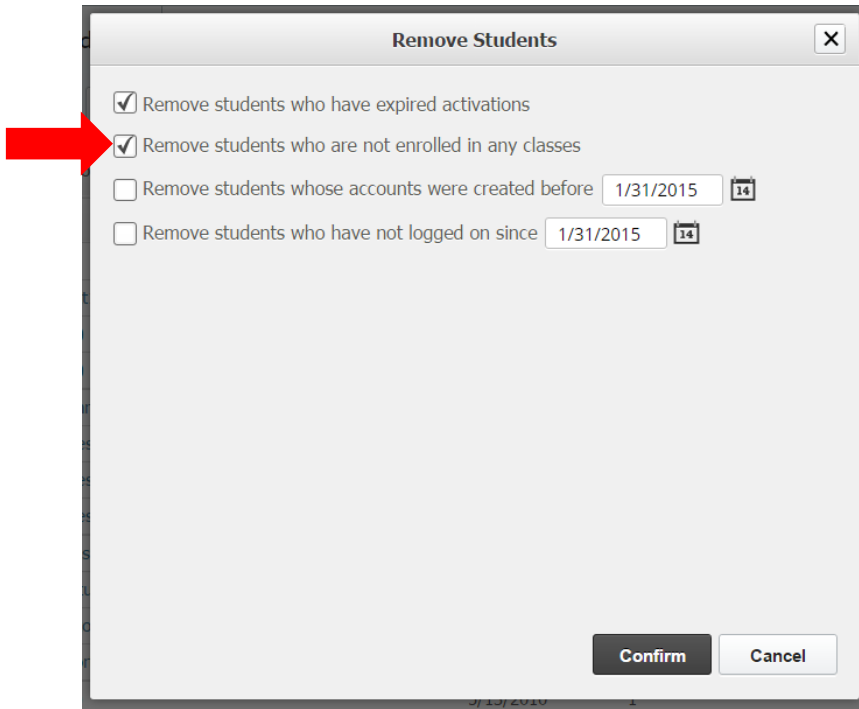 Remove Students
Remove students who have expired activations
Remove students who are not enrolled in any classes
Remove students whose accounts were created before 1/31/2015 14
Remove students who have not logged on since 1/31/2015 14
Confirm Cancel